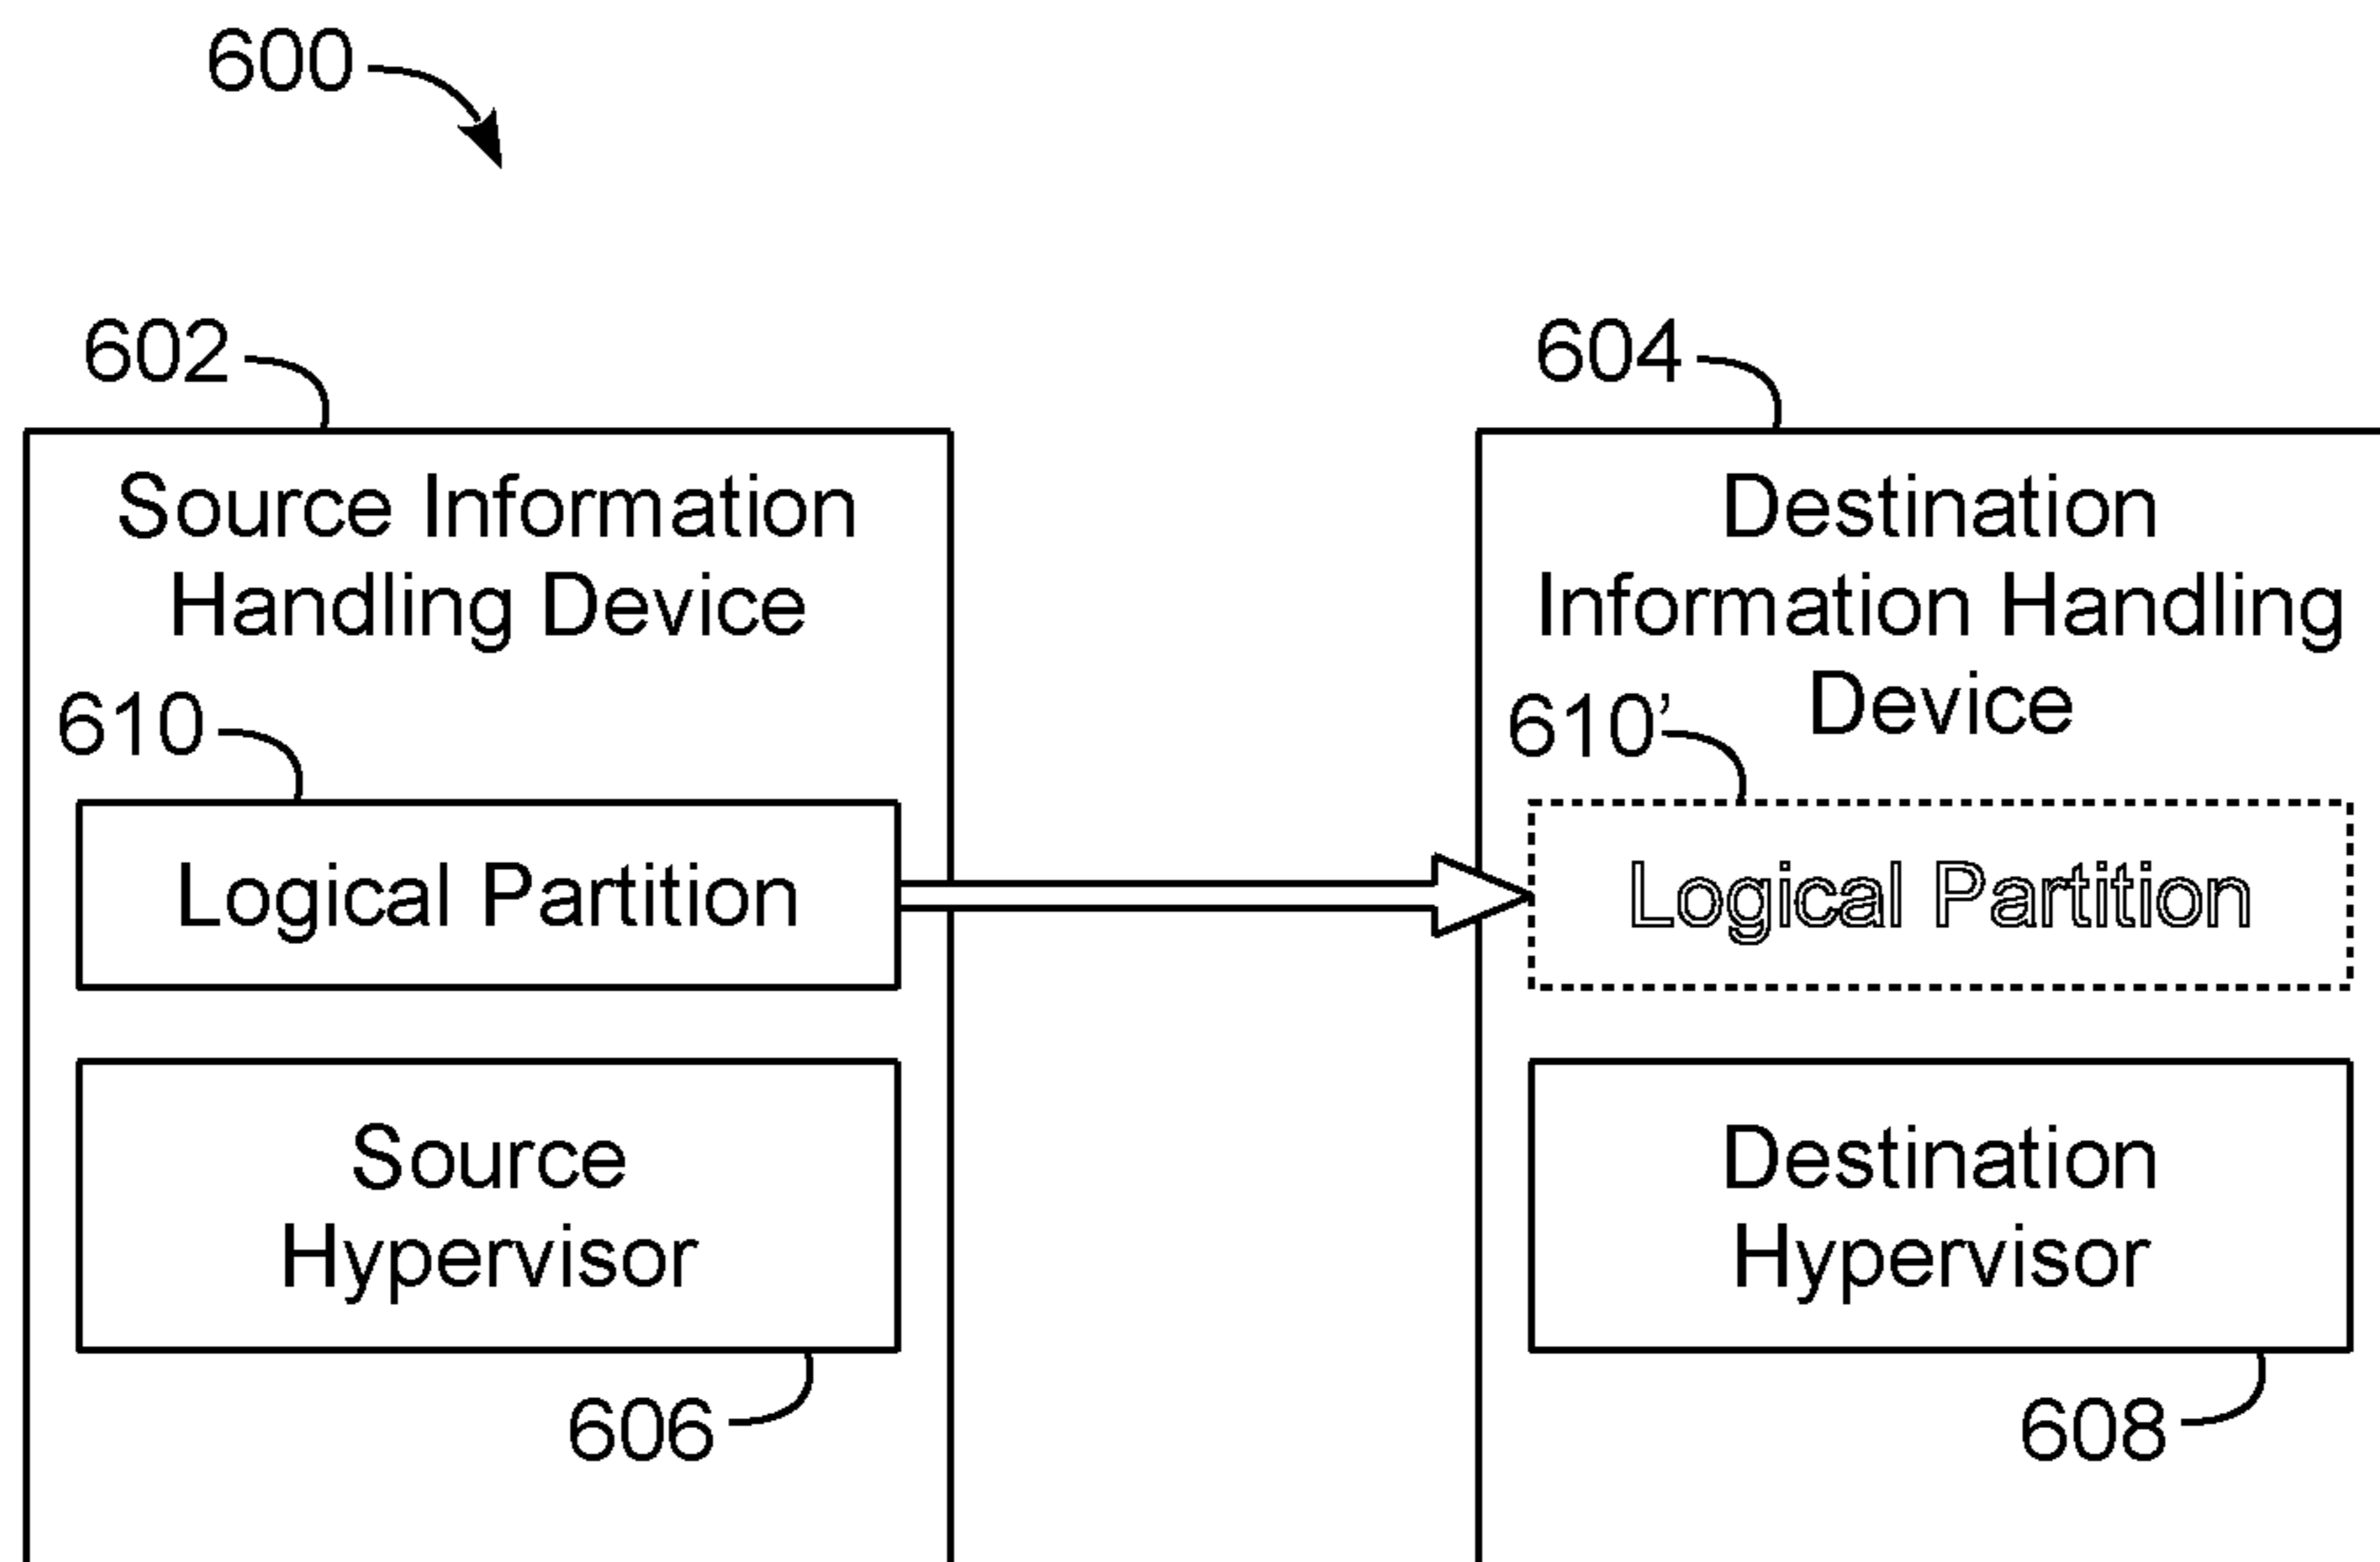 600
602
Source Information
Handling Device
610
Logical Partition
Source
Hypervisor
606
604
Destination
Information Handling
Device
610’
Logical Partition
Destination
Hypervisor
608